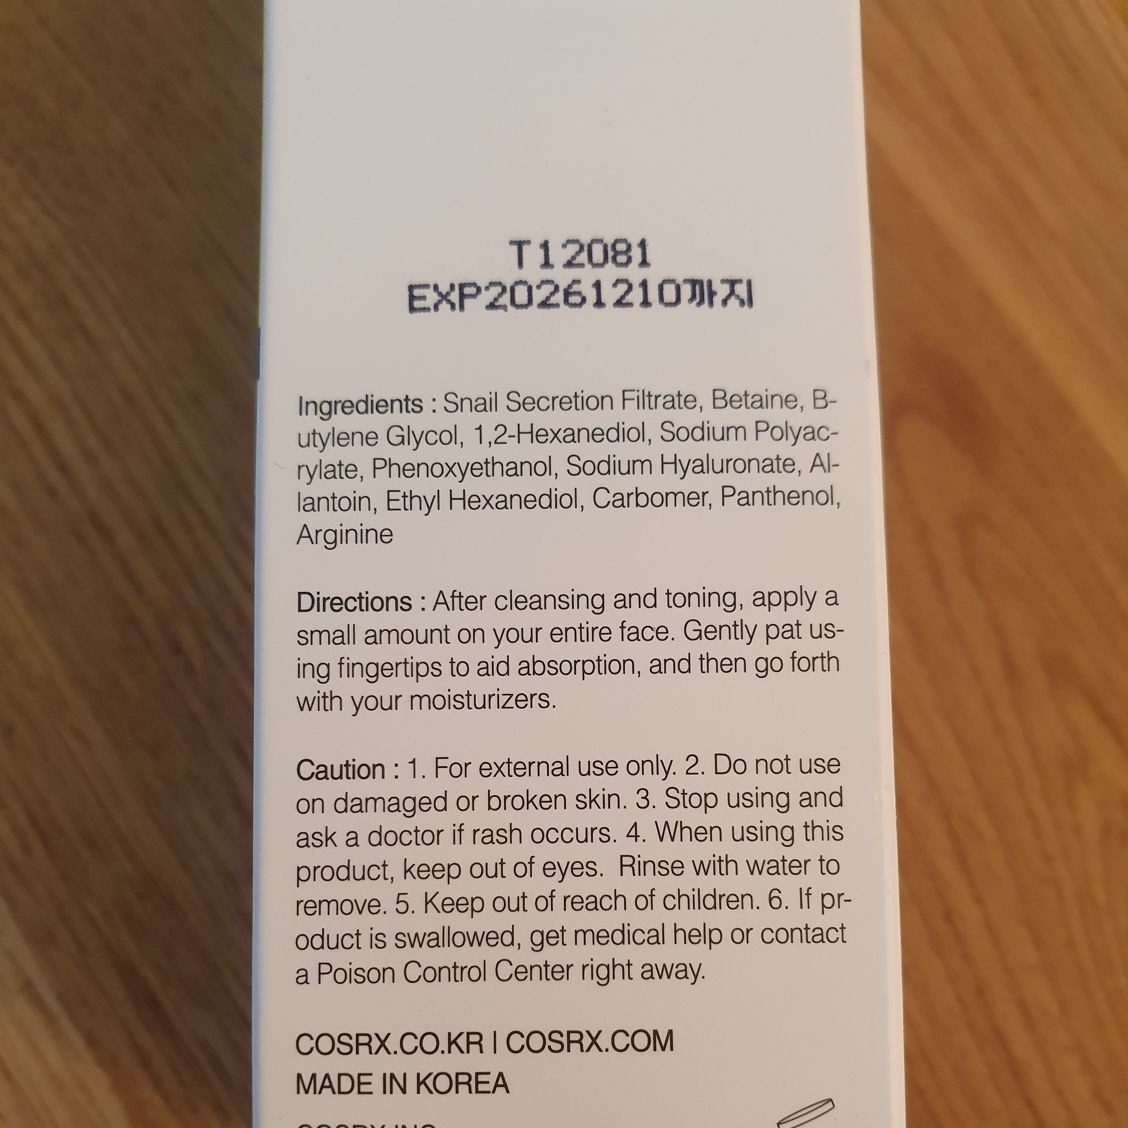 T12081
EXP20261210까지
Ingredients : Snail Secretion Filtrate, Betaine, B-
utylene Glycol, 1,2-Hexanediol, Sodium Polyac-
rylate, Phenoxyethanol, Sodium Hyaluronate, Al-
lantoin, Ethyl Hexanediol, Carbomer, Panthenol,
Arginine
Directions : After cleansing and toning, apply a
small amount on your entire face. Gently pat us-
ing fingertips to aid absorption, and then go forth
with your moisturizers.
Caution : 1. For external use only. 2. Do not use
on damaged or broken skin. 3. Stop using and
ask a doctor if rash occurs. 4. When using this
product, keep out of eyes.  Rinse with water to
remove. 5. Keep out of reach of children. 6. If pr-
oduct is swallowed, get medical help or contact
a Poison Control Center right away.
COSRX.CO.KR | COSRX.COM
MADE IN KOREA
COSRX INC